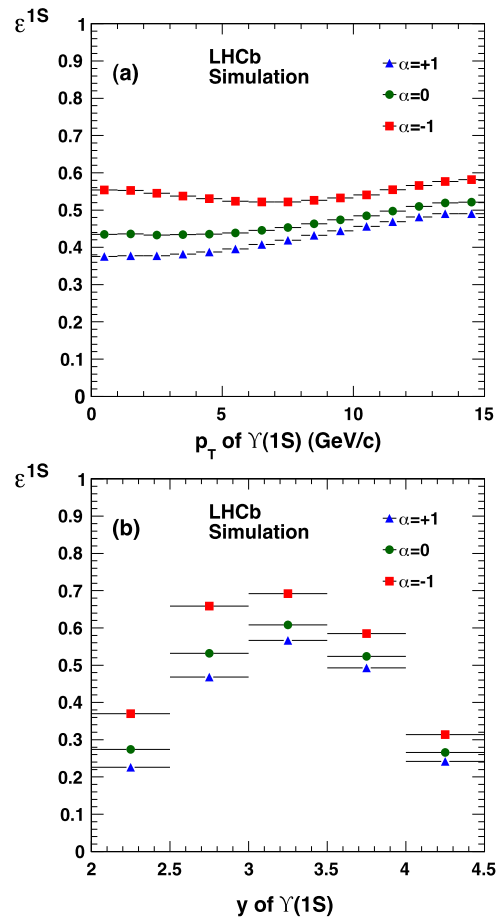 ε1S
1
0.9
0.8
0.7
0.6
0.5
0.4
0.3
0.2
0.1
0
(a)
LHCb
Simulation
α=+1
α=0
α=-1
0 5 10 15
pT of ϒ(1S) (GeV/c)
ε1S
1
0.9
0.8
0.7
0.6
0.5
0.4
0.3
0.2
0.1
0
(b)
LHCb
Simulation
α=+1
α=0
α=-1
2 2.5 3 3.5 4 4.5
y of ϒ(1S)